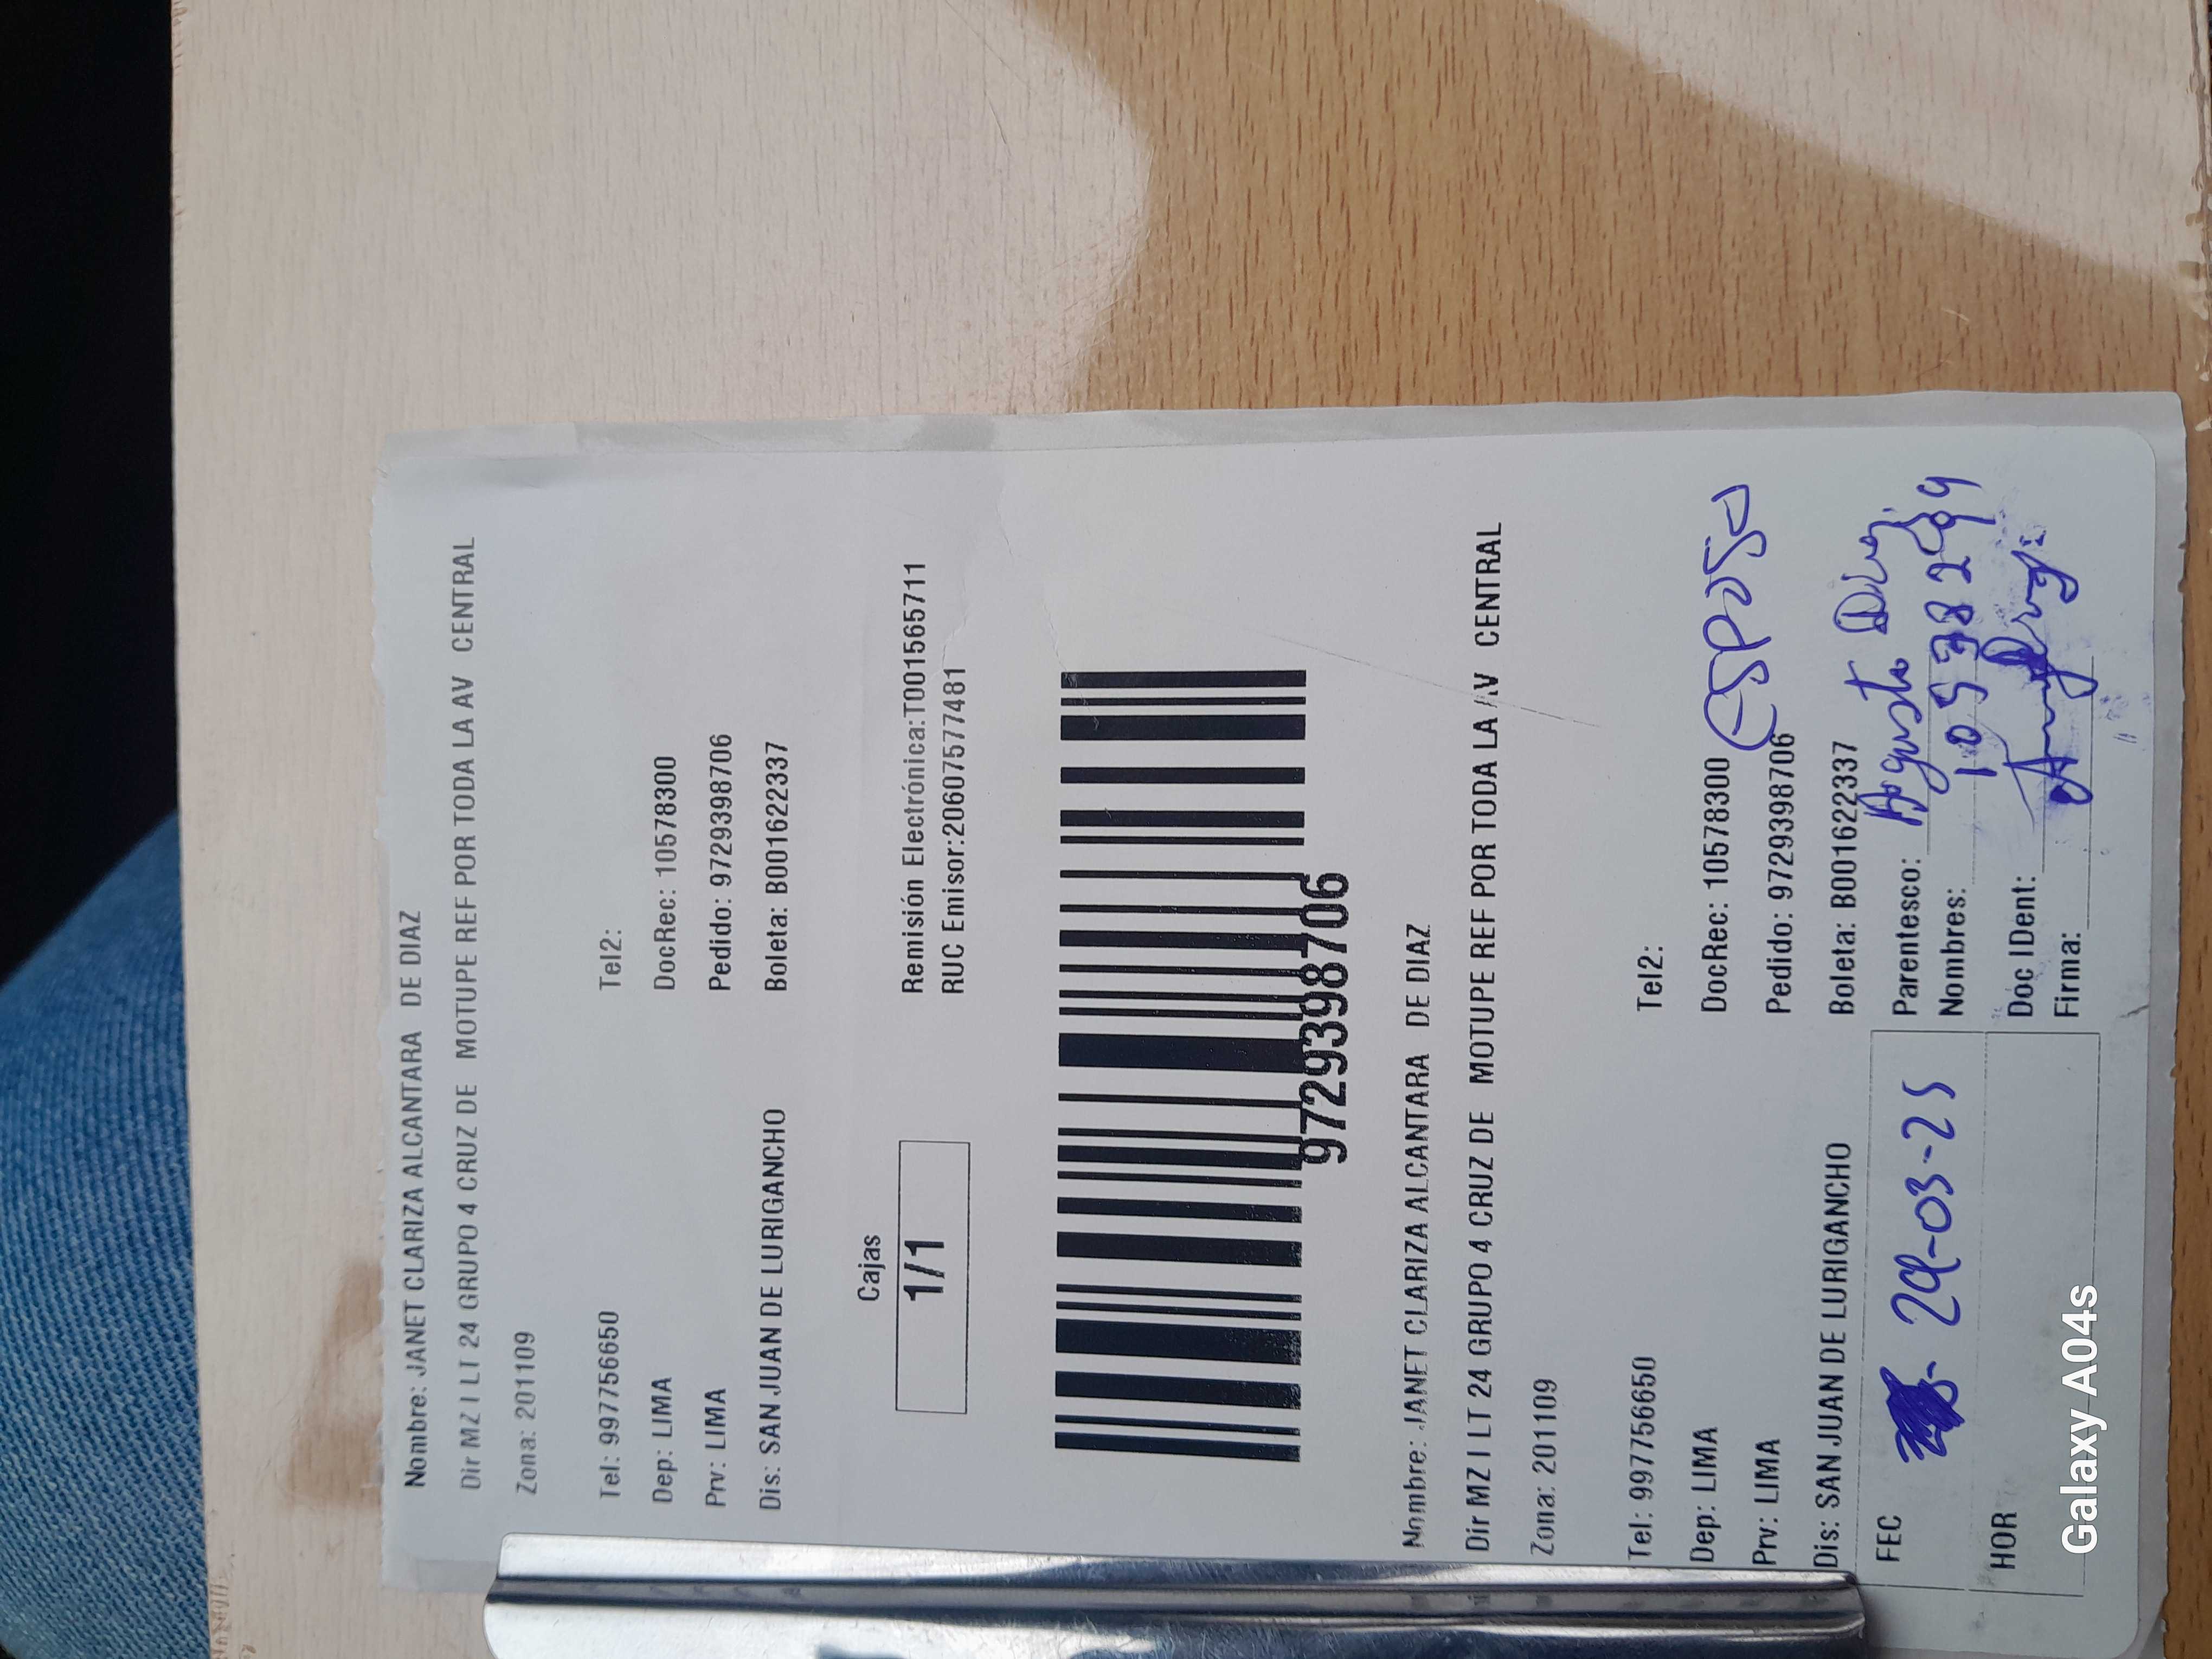 Nombre: JANET CLARIZA ALCANTARA DE DIAZ
Dir MZ I LT 24 GRUPO 4 CRUZ DE MOTUPE REF POR TODA LA AV CENTRAL
Zona: 201109
Tel: 997756650 Tel2:
Dep: LIMA DocRec: 10578300
Prv: LIMA Pedido: 9729398706
Dis: SAN JUAN DE LURIGANCHO Boleta: B001622337
Cajas
1/1
Remisión Electrónica:T001565711
RUC Emisor:20607577481
9729398706
Nombre: JANET CLARIZA ALCANTARA DE DIAZ
Dir MZ I LT 24 GRUPO 4 CRUZ DE MOTUPE REF POR TODA LA AV CENTRAL
Zona: 201109
Tel: 997756650 Tel2:
Dep: LIMA DocRec: 10578300
Prv: LIMA Pedido: 9729398706
Dis: SAN JUAN DE LURIGANCHO Boleta: B001622337
FEC 29-03-25
HOR
Parentesco: ESPOSO
Nombres: Agusto
Doc IDent:
Firma:
Galaxy A04s